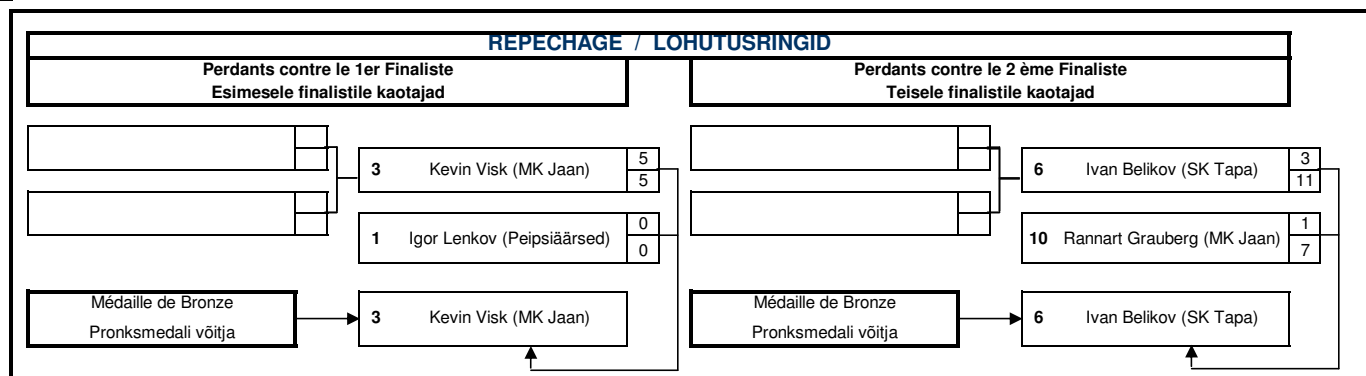 REPECHAGE / LOHUTUSRINGID
Perdants contre le 1er Finaliste
Esimesele finalistile kaotajad
Perdants contre le 2 ème Finaliste
Teisele finalistile kaotajad
3 Kevin Visk (MK Jaan) 5
5
1 Igor Lenkov (Peipsiäärsed) 0
0
6 Ivan Belikov (SK Tapa) 3
11
10 Rannart Grauberg (MK Jaan) 1
7
Médaille de Bronze
Pronksmedali võitja
3 Kevin Visk (MK Jaan)
Médaille de Bronze
Pronksmedali võitja
6 Ivan Belikov (SK Tapa)